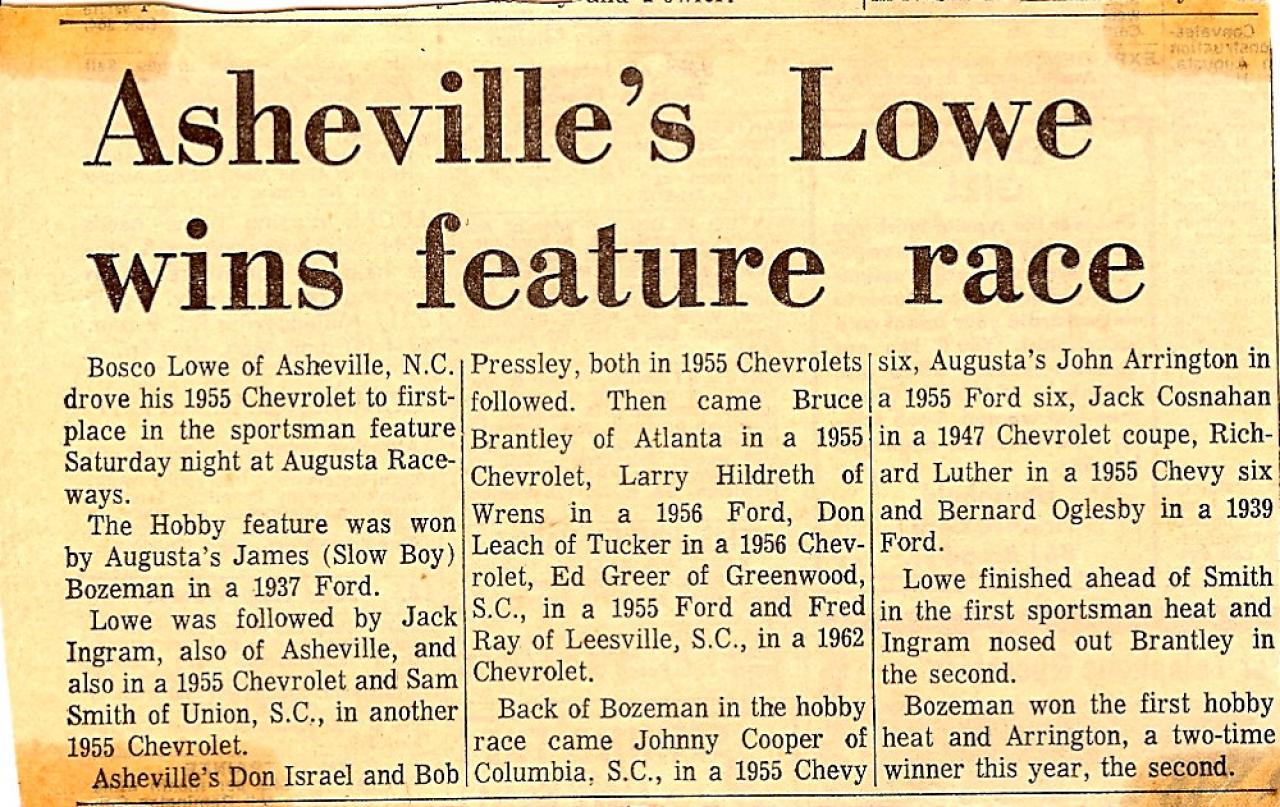 Asheville's Lowe
wins feature race
Bosco Lowe of Asheville, N.C.
drove his 1955 Chevrolet to first-
place in the sportsman feature
Saturday night at Augusta Race-
ways.
The Hobby feature was won
by Augusta's James (Slow Boy)
Bozeman in a 1937 Ford.
Lowe was followed by Jack
Ingram, also of Asheville, and
also in a 1955 Chevrolet and Sam
Smith of Union, S.C., in another
1955 Chevrolet.
Asheville's Don Israel and Bob
Pressley, both in 1955 Chevrolets
followed. Then came Bruce
Brantley of Atlanta in a 1955
Chevrolet, Larry Hildreth of
Wrens in a 1956 Ford, Don
Leach of Tucker in a 1956 Chev-
rolet, Ed Greer of Greenwood,
S.C., in a 1955 Ford and Fred
Ray of Leesville, S.C., in a 1962
Chevrolet.
Back of Bozeman in the hobby
race came Johnny Cooper of
Columbia, S.C., in a 1955 Chevy
six, Augusta's John Arrington in
a 1955 Ford six, Jack Cosnahan
in a 1947 Chevrolet coupe, Rich-
ard Luther in a 1955 Chevy six
and Bernard Oglesby in a 1939
Ford.
Lowe finished ahead of Smith
in the first sportsman heat and
Ingram nosed out Brantley in
the second.
Bozeman won the first hobby
heat and Arrington, a two-time
winner this year, the second.